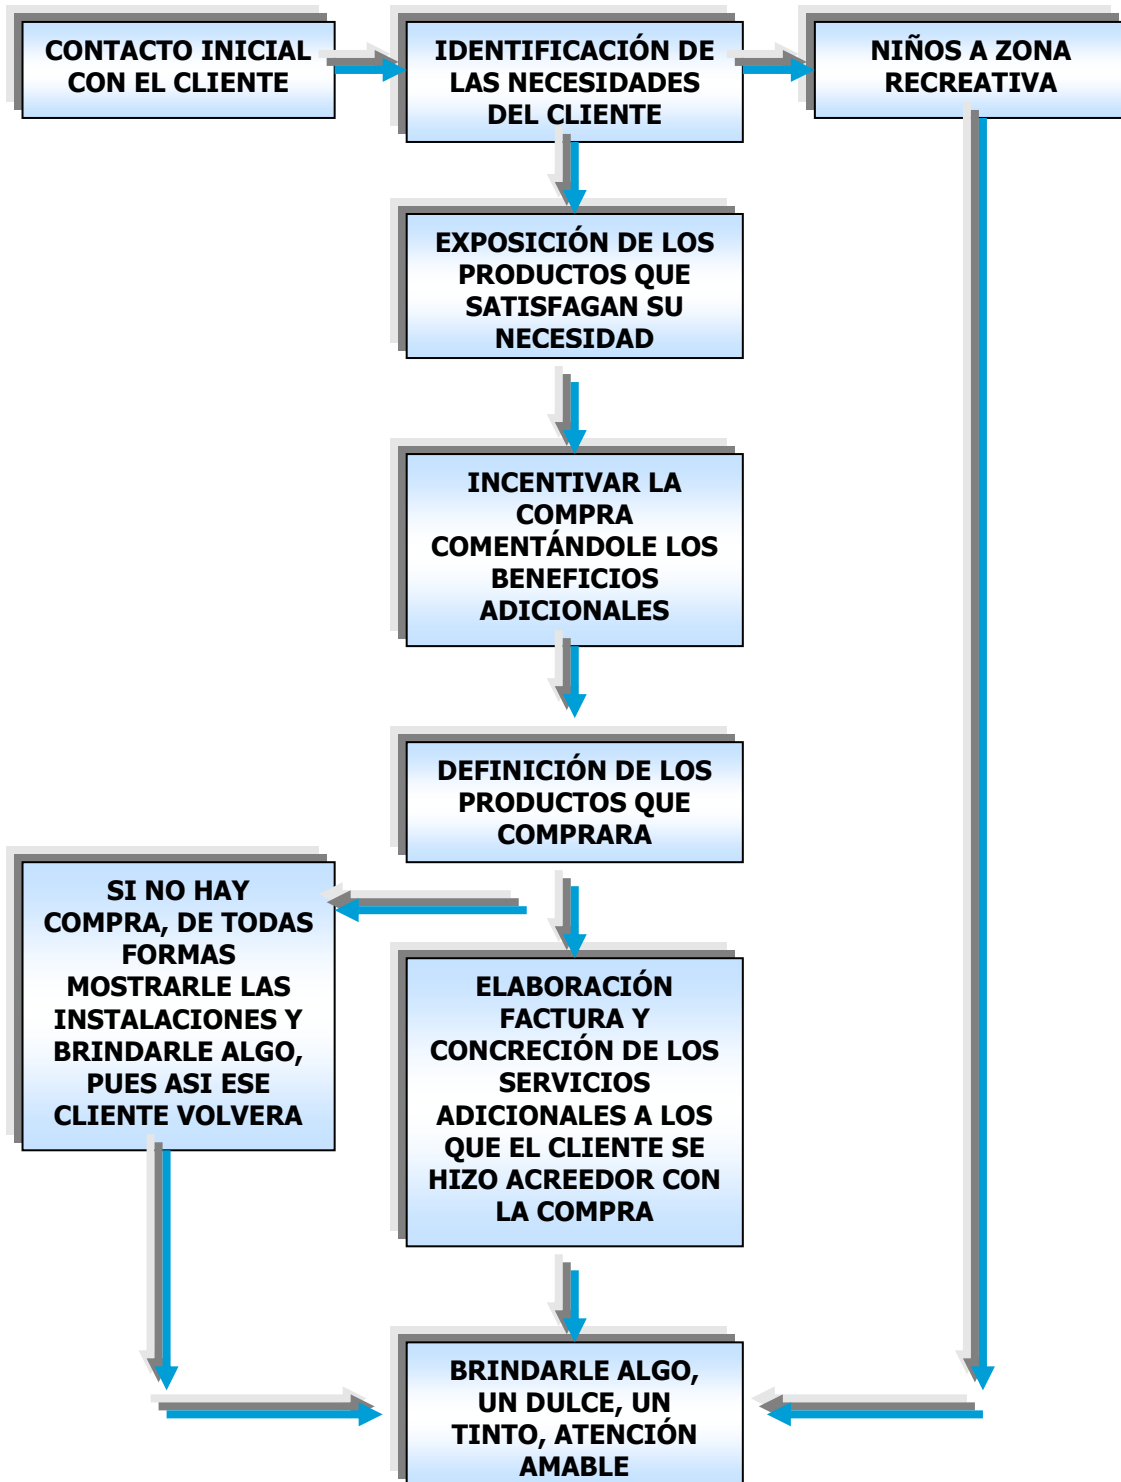 CONTACTO INICIAL
CON EL CLIENTE
IDENTIFICACIÓN DE
LAS NECESIDADES
DEL CLIENTE
NIÑOS A ZONA
RECREATIVA
EXPOSICIÓN DE LOS
PRODUCTOS QUE
SATISFAGAN SU
NECESIDAD
INCENTIVAR LA
COMPRA
COMENTÁNDOLE LOS
BENEFICIOS
ADICIONALES
DEFINICIÓN DE LOS
PRODUCTOS QUE
COMPRARA
SI NO HAY
COMPRA, DE TODAS
FORMAS
MOSTRARLE LAS
INSTALACIONES Y
BRINDARLE ALGO,
PUES ASI ESE
CLIENTE VOLVERA
ELABORACIÓN
FACTURA Y
CONCRECIÓN DE LOS
SERVICIOS
ADICIONALES A LOS
QUE EL CLIENTE SE
HIZO ACREEDOR CON
LA COMPRA
BRINDARLE ALGO,
UN DULCE, UN
TINTO, ATENCIÓN
AMABLE